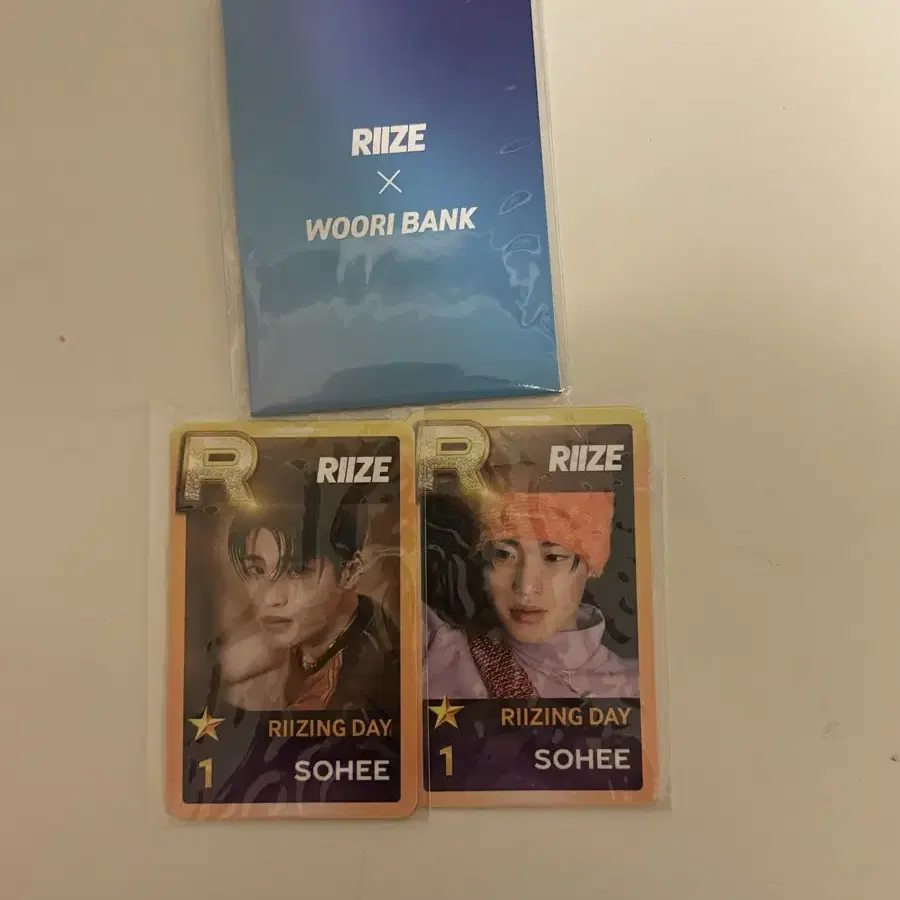 RIIZE
×
WOORI BANK
R
RIIZE
RIIZING DAY
1
SOHEE
R
RIIZE
RIIZING DAY
1
SOHEE